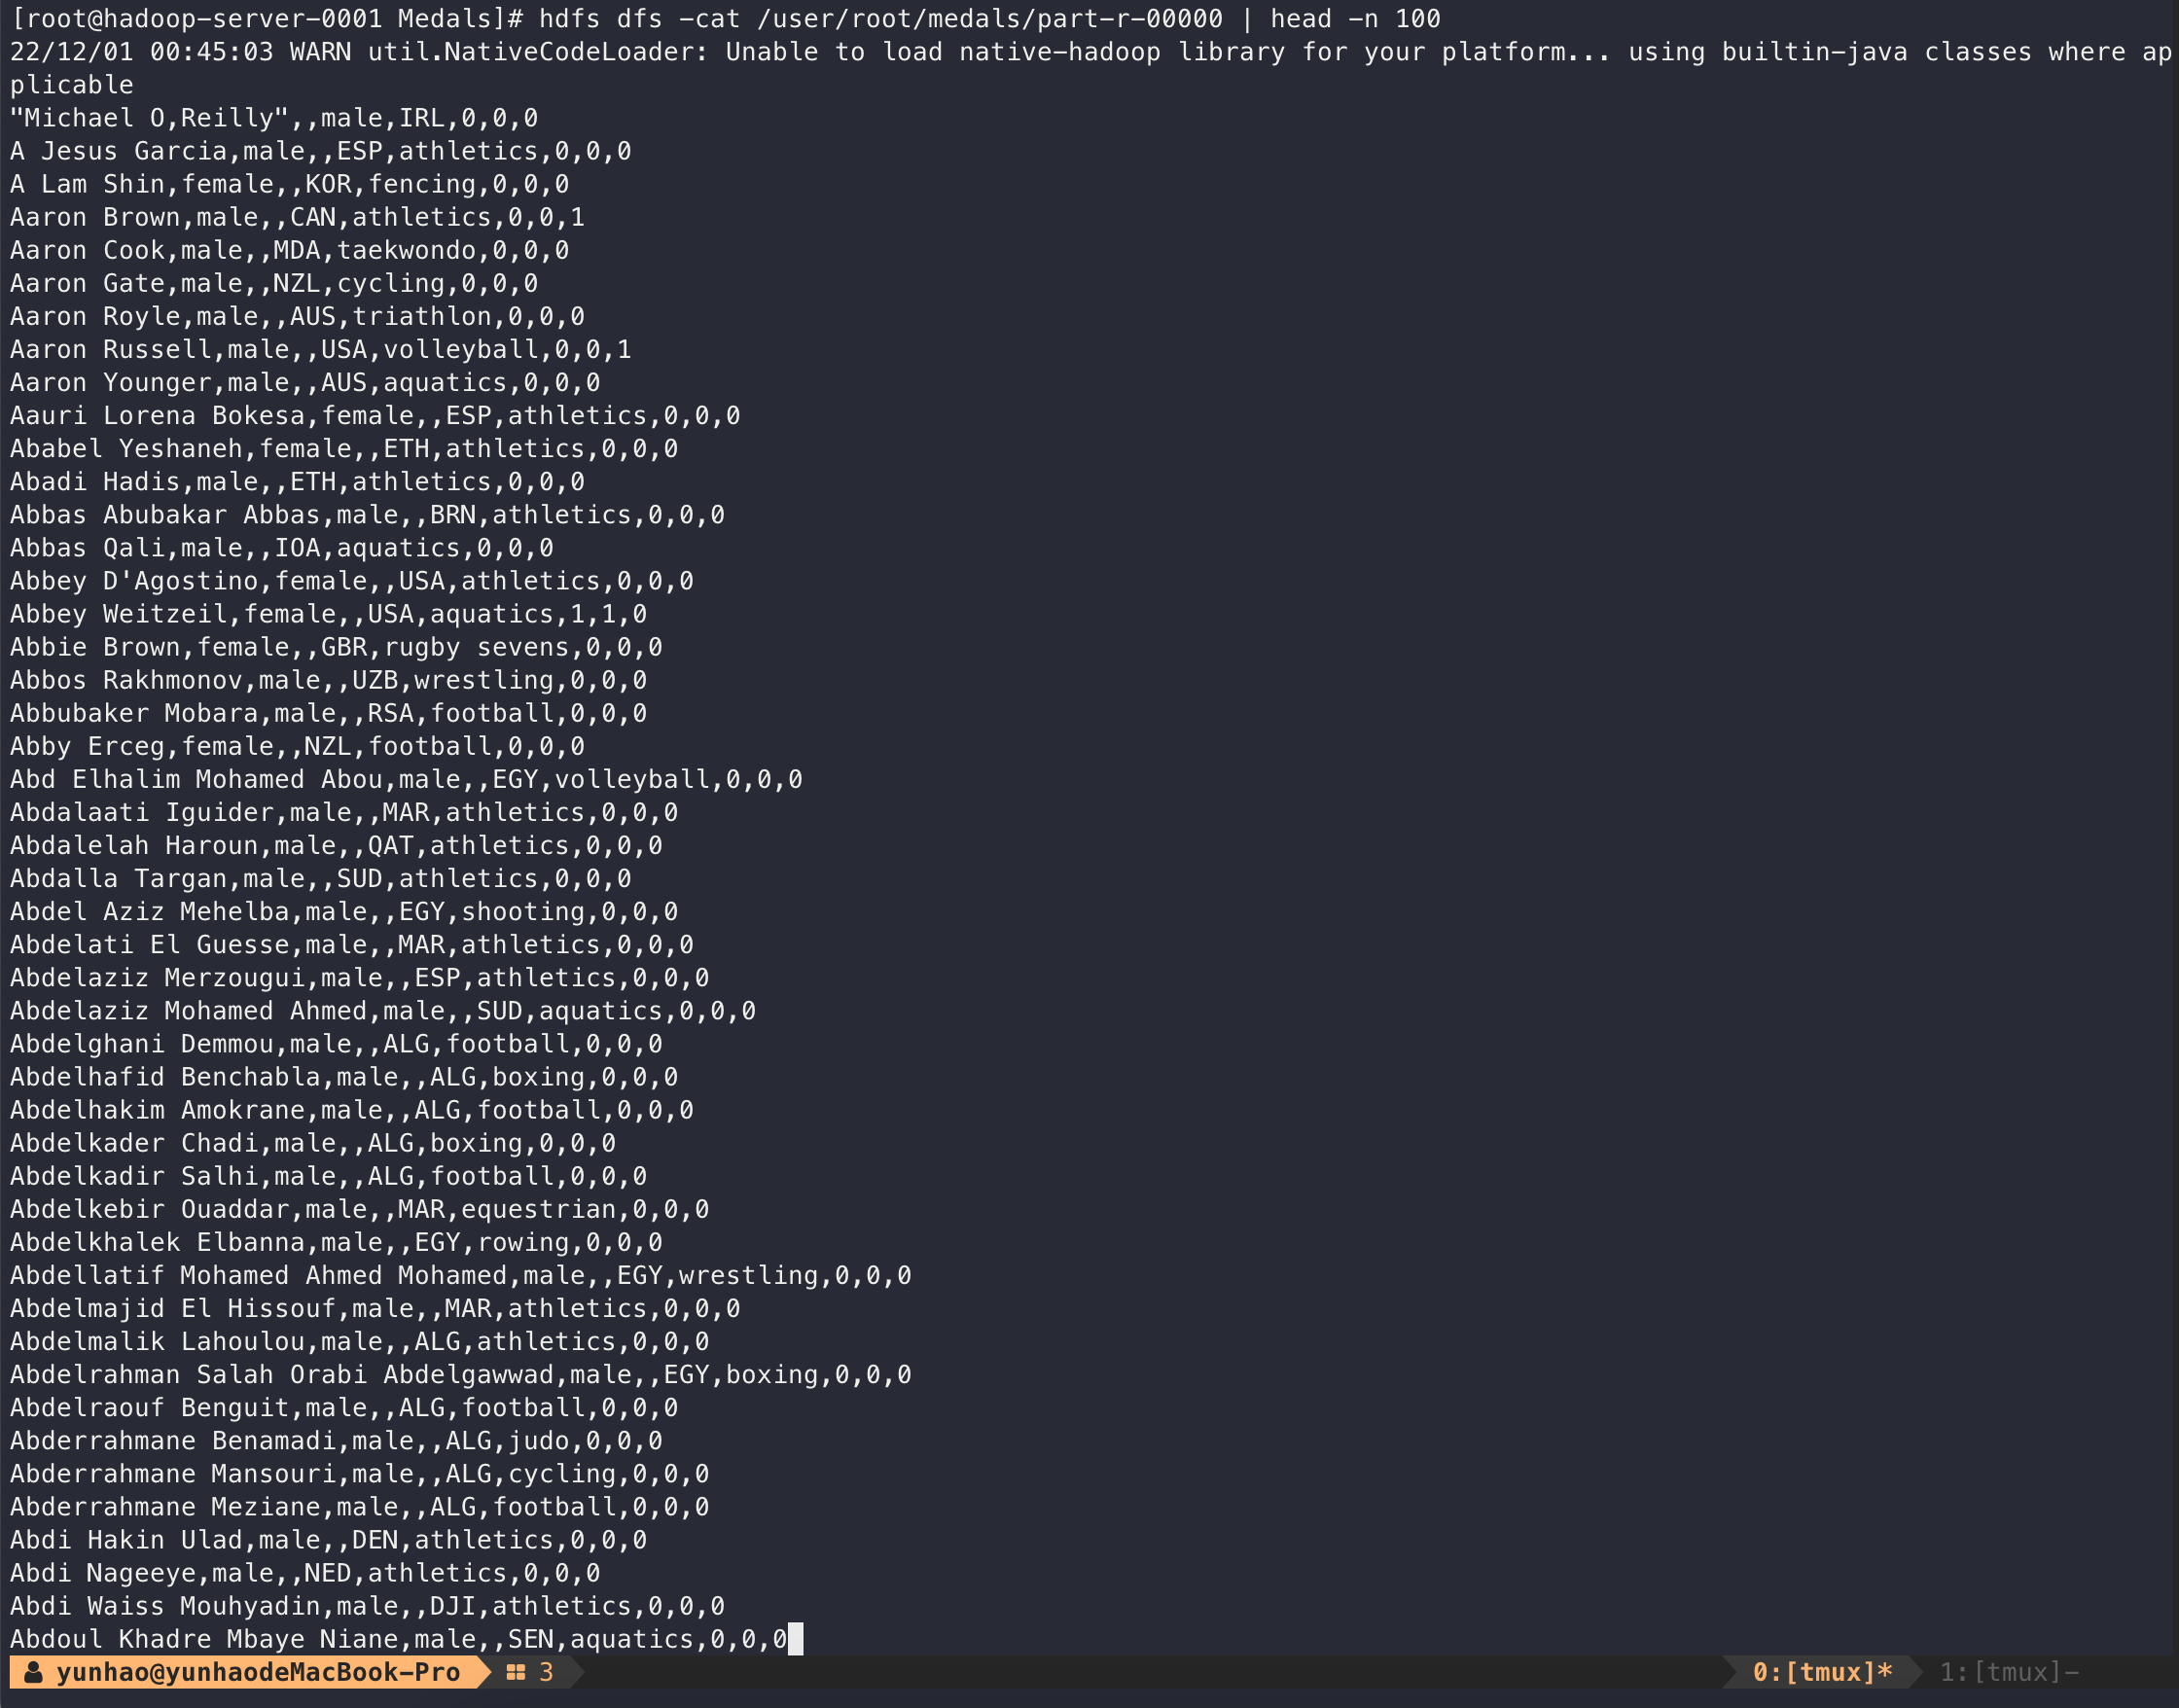 [root@hadoop-server-0001 Medals]# hdfs dfs -cat /user/root/medals/part-r-00000 | head -n 100
22/12/01 00:45:03 WARN util.NativeCodeLoader: Unable to load native-hadoop library for your platform... using builtin-java classes where ap
plicable
"Michael O,Reilly",,male,IRL,0,0,0
A Jesus Garcia,male,,ESP,athletics,0,0,0
A Lam Shin,female,,KOR,fencing,0,0,0
Aaron Brown,male,,CAN,athletics,0,0,1
Aaron Cook,male,,MDA,taekwondo,0,0,0
Aaron Gate,male,,NZL,cycling,0,0,0
Aaron Royle,male,,AUS,triathlon,0,0,0
Aaron Russell,male,,USA,volleyball,0,0,1
Aaron Younger,male,,AUS,aquatics,0,0,0
Aauri Lorena Bokesa,female,,ESP,athletics,0,0,0
Ababel Yeshaneh,female,,ETH,athletics,0,0,0
Abadi Hadis,male,,ETH,athletics,0,0,0
Abbas Abubakar Abbas,male,,BRN,athletics,0,0,0
Abbas Qali,male,,IOA,aquatics,0,0,0
Abbey D'Agostino,female,,USA,athletics,0,0,0
Abbey Weitzeil,female,,USA,aquatics,1,1,0
Abbie Brown,female,,GBR,rugby sevens,0,0,0
Abbos Rakhmonov,male,,UZB,wrestling,0,0,0
Abbubaker Mobara,male,,RSA,football,0,0,0
Abby Erceg,female,,NZL,football,0,0,0
Abd Elhalim Mohamed Abou,male,,EGY,volleyball,0,0,0
Abdalaati Iguider,male,,MAR,athletics,0,0,0
Abdalelah Haroun,male,,QAT,athletics,0,0,0
Abdalla Targan,male,,SUD,athletics,0,0,0
Abdel Aziz Mehelba,male,,EGY,shooting,0,0,0
Abdelati El Guesse,male,,MAR,athletics,0,0,0
Abdelaziz Merzougui,male,,ESP,athletics,0,0,0
Abdelaziz Mohamed Ahmed,male,,SUD,aquatics,0,0,0
Abdelghani Demmou,male,,ALG,football,0,0,0
Abdelhafid Benchabla,male,,ALG,boxing,0,0,0
Abdelhakim Amokrane,male,,ALG,football,0,0,0
Abdelkader Chadi,male,,ALG,boxing,0,0,0
Abdelkadir Salhi,male,,ALG,football,0,0,0
Abdelkebir Ouaddar,male,,MAR,equestrian,0,0,0
Abdelkhalek Elbanna,male,,EGY,rowing,0,0,0
Abdellatif Mohamed Ahmed Mohamed,male,,EGY,wrestling,0,0,0
Abdelmajid El Hissouf,male,,MAR,athletics,0,0,0
Abdelmalik Lahoulou,male,,ALG,athletics,0,0,0
Abdelrahman Salah Orabi Abdelgawwad,male,,EGY,boxing,0,0,0
Abdelraouf Benguit,male,,ALG,football,0,0,0
Abderrahmane Benamadi,male,,ALG,judo,0,0,0
Abderrahmane Mansouri,male,,ALG,cycling,0,0,0
Abderrahmane Meziane,male,,ALG,football,0,0,0
Abdi Hakin Ulad,male,,DEN,athletics,0,0,0
Abdi Nageeye,male,,NED,athletics,0,0,0
Abdi Waiss Mouhyadin,male,,DJI,athletics,0,0,0
Abdoul Khadre Mbaye Niane,male,,SEN,aquatics,0,0,0
yunhao@yunhaodeMacBook-Pro 3 0:[tmux]* 1:[tmux]-